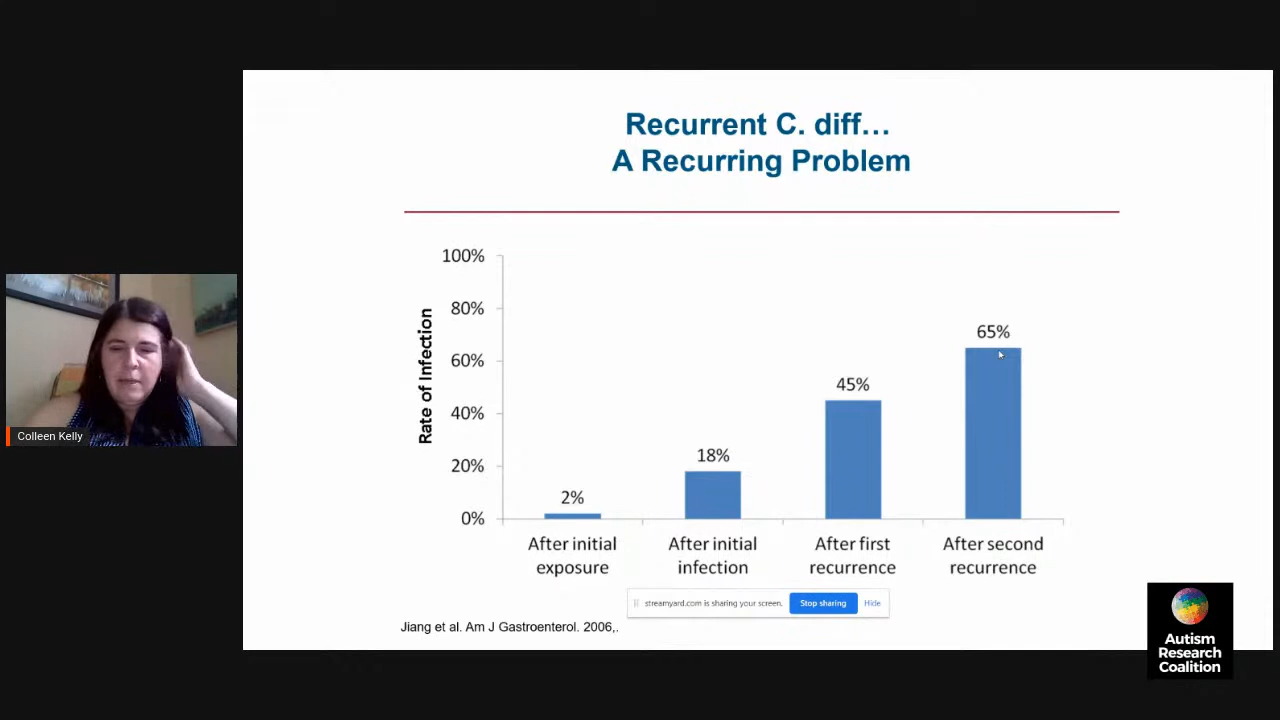 Recurrent C. diff…
A Recurring Problem
100%
80%
60%
40%
20%
0%
Rate of Infection
2%
18%
45%
65%
After initial
exposure
After initial
infection
After first
recurrence
After second
recurrence
streamyard.com is sharing your screen.
Stop sharing
Hide
Jiang et al. Am J Gastroenterol. 2006,.
Colleen Kelly
Autism
Research
Coalition